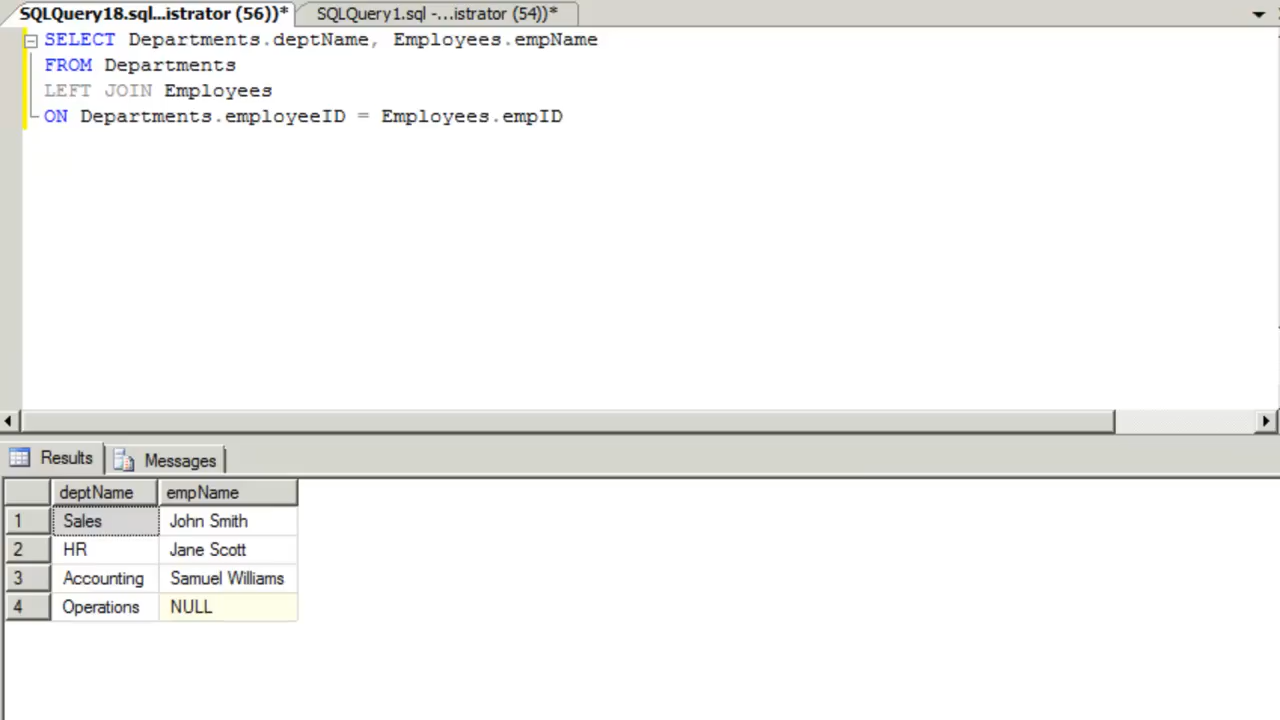 SQLQuery18.sql...istrator (56))* SQLQuery1.sql -...istrator (54))*
SELECT Departments.deptName, Employees.empName
FROM Departments
LEFT JOIN Employees
ON Departments.employeeID = Employees.empID
Results Messages
deptName empName
1 Sales John Smith
2 HR Jane Scott
3 Accounting Samuel Williams
4 Operations NULL